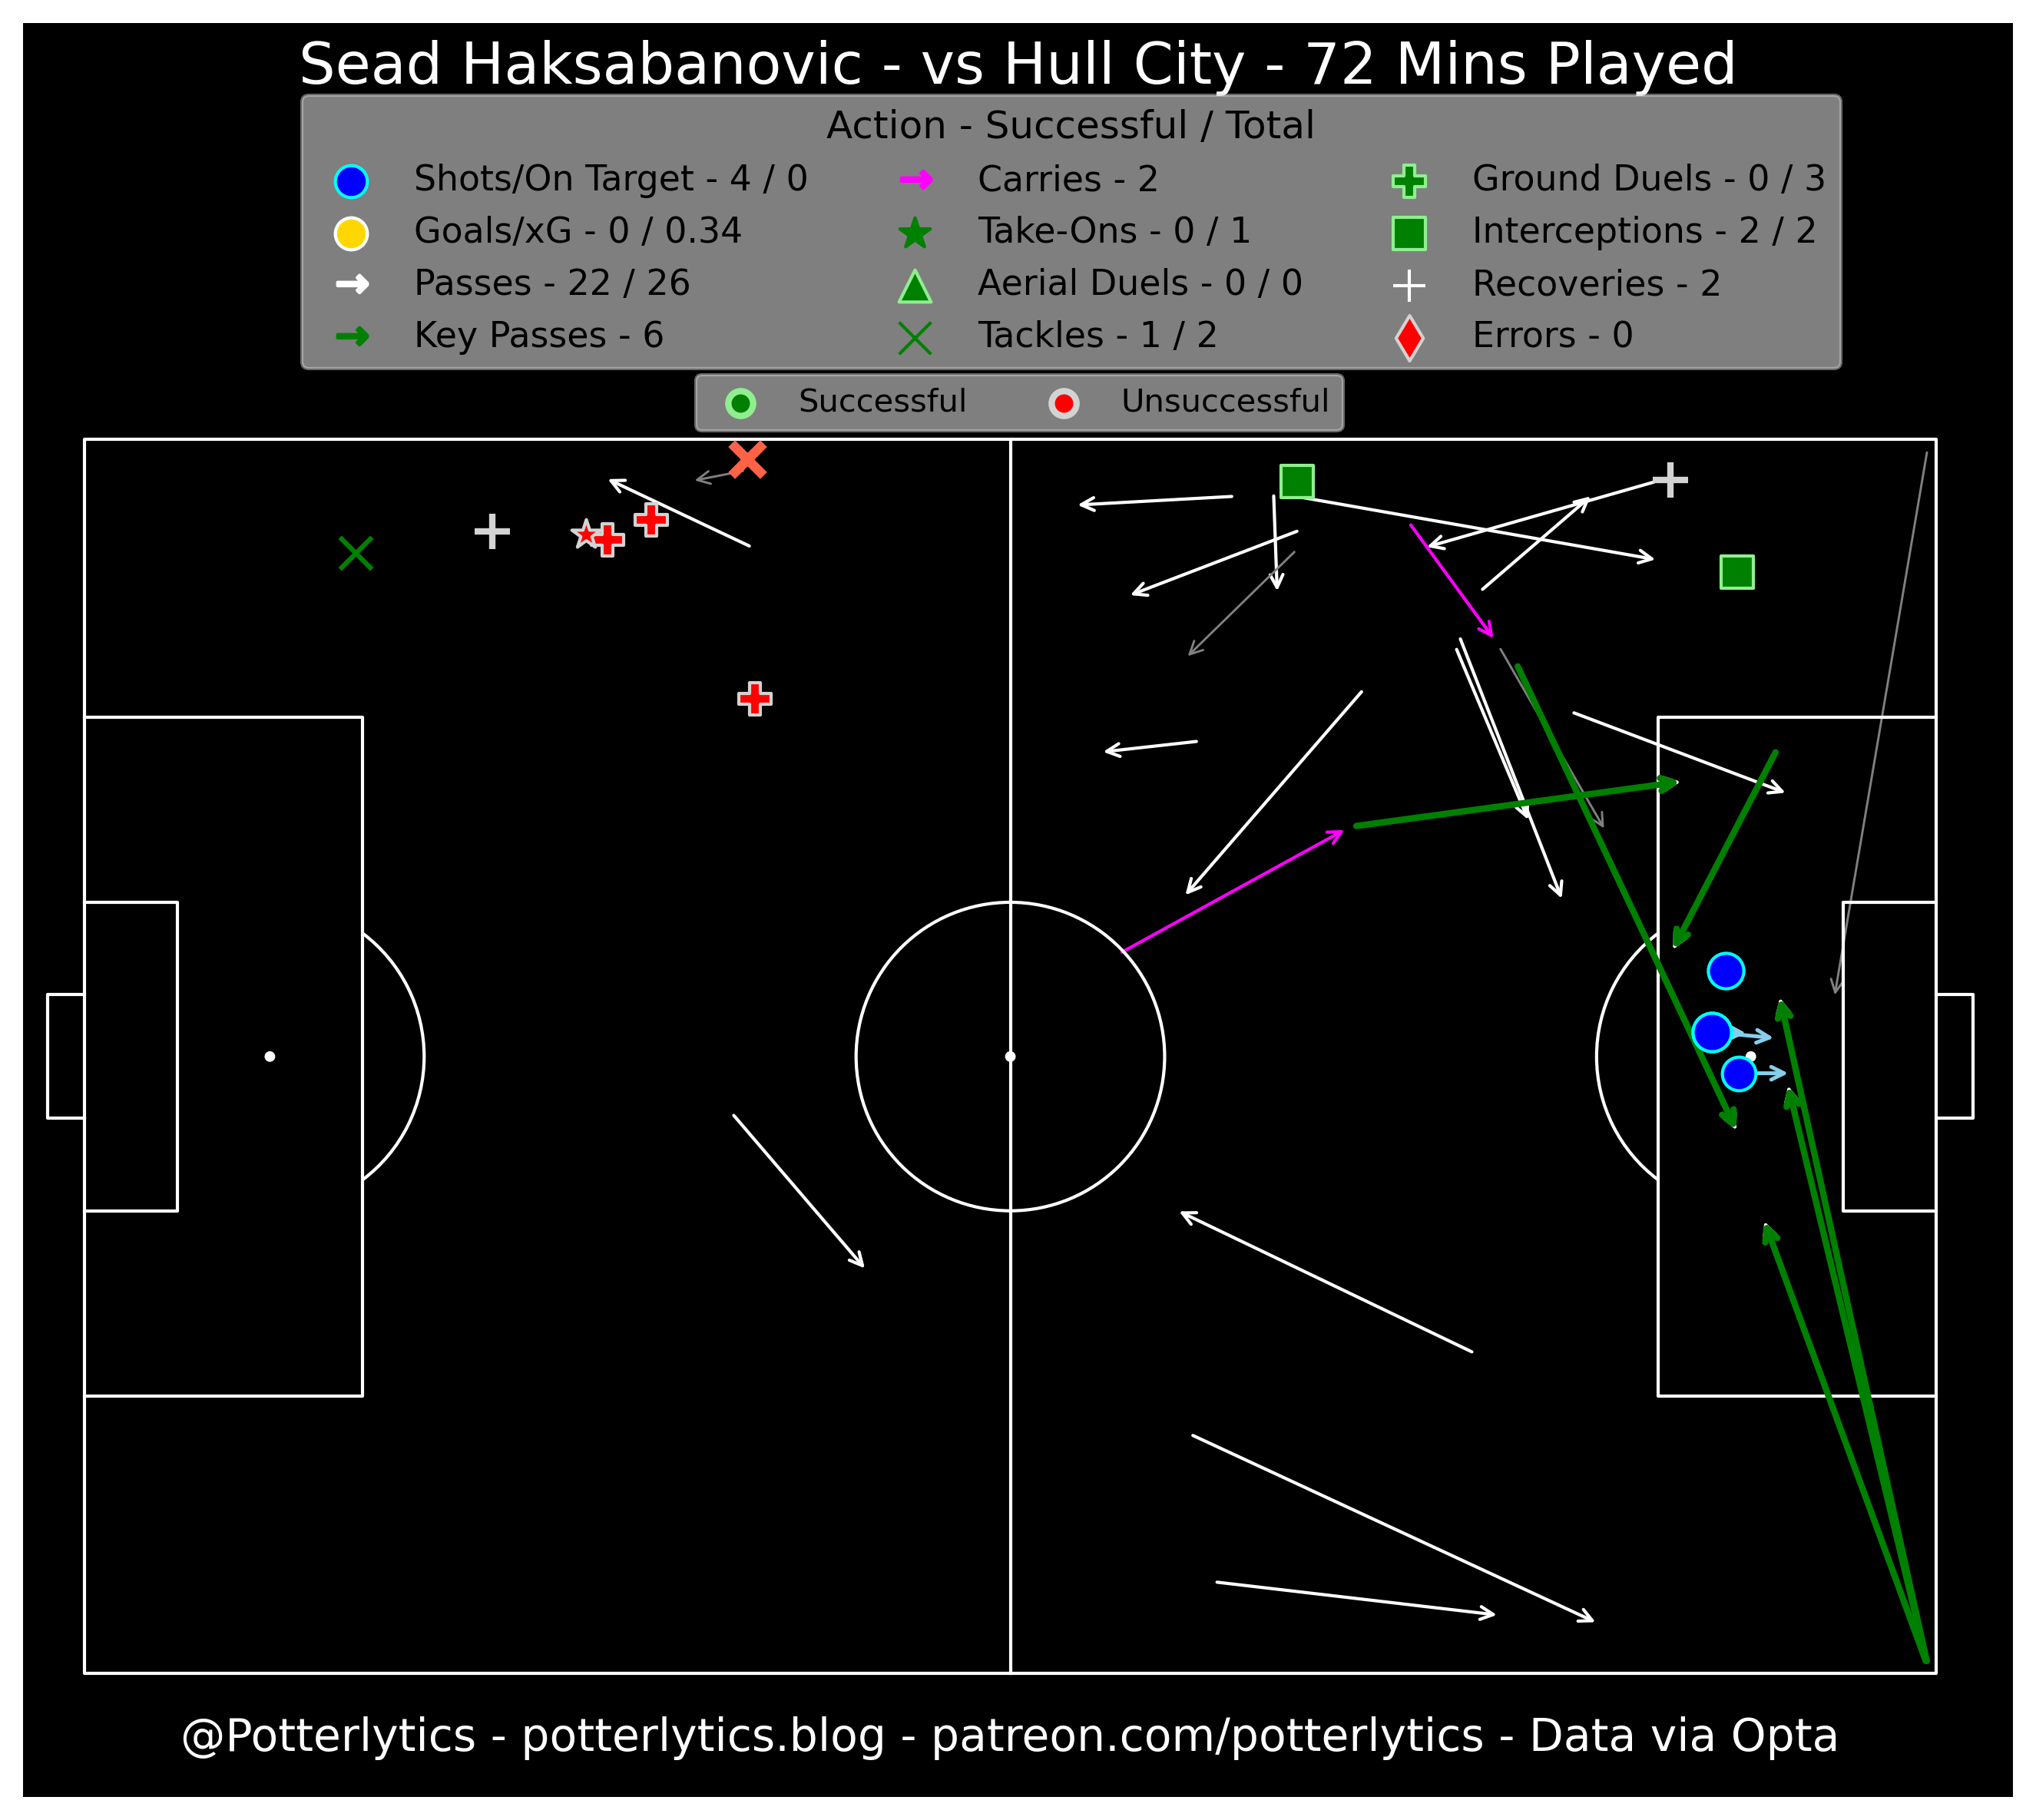 Sead Haksabanovic - vs Hull City - 72 Mins Played
Action - Successful / Total
Shots/On Target - 4 / 0
Goals/xG - 0 / 0.34
Passes - 22 / 26
Key Passes - 6
Carries - 2
Take-Ons - 0 / 1
Aerial Duels - 0 / 0
Tackles - 1 / 2
Ground Duels - 0 / 3
Interceptions - 2 / 2
Recoveries - 2
Errors - 0
Successful
Unsuccessful
@Potterlytics - potterlytics.blog - patreon.com/potterlytics - Data via Opta